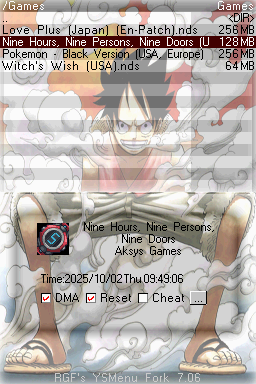 /Games Games
.. <DIR>
Love Plus (Japan) (En-Patch).nds 256MB
Nine Hours, Nine Persons, Nine Doors (U 128MB
Pokemon - Black Version (USA, Europe) 256MB
Witch's Wish (USA).nds 64MB
Nine Hours, Nine Persons,
Nine Doors
Aksys Games
Time:2025/10/02Thu 09:49:06
DMA Reset Cheat ...
RGF's YSMenu Fork 7.06